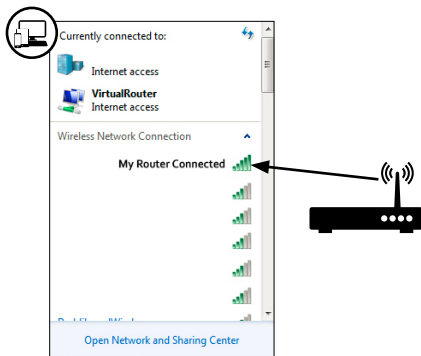 Currently connected to:
Internet access
VirtualRouter
Internet access
Wireless Network Connection
My Router Connected
Open Network and Sharing Center